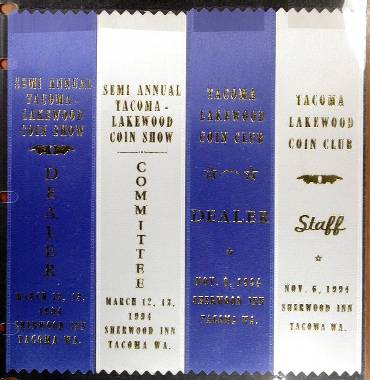 SEMI ANNUAL
TACOMA -
LAKEWOOD
COIN SHOW
DEALER
MARCH 12, 13,
1994
SHERWOOD INN
TACOMA WA.
SEMI ANNUAL
TACOMA -
LAKEWOOD
COIN SHOW
COMMITTEE
MARCH 12, 13,
1994
SHERWOOD INN
TACOMA WA.
TACOMA
LAKEWOOD
COIN CLUB
DEALER
NOV. 6, 1994
SHERWOOD INN
TACOMA WA.
TACOMA
LAKEWOOD
COIN CLUB
Staff
NOV. 6, 1994
SHERWOOD INN
TACOMA WA.